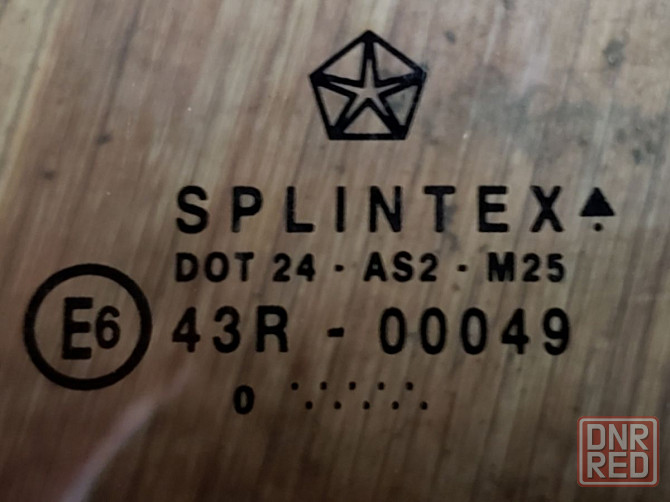 SPLINTEX
DOT 24 - AS2 - M25
E6 43R - 00049
0
DNR
RED